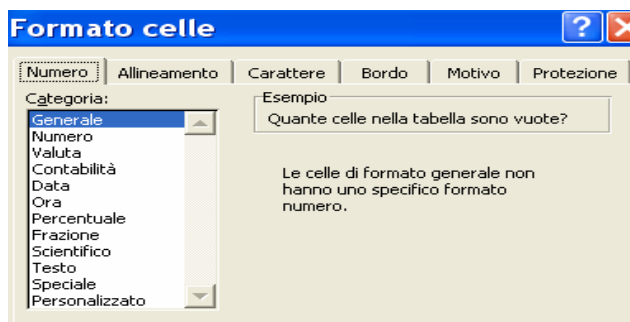 Formato celle
Numero Allineamento Carattere Bordo Motivo Protezione
Categoria:
Generale
Numero
Valuta
Contabilità
Data
Ora
Percentuale
Frazione
Scientifico
Testo
Speciale
Personalizzato
Esempio
Quante celle nella tabella sono vuote?
Le celle di formato generale non
hanno uno specifico formato
numero.